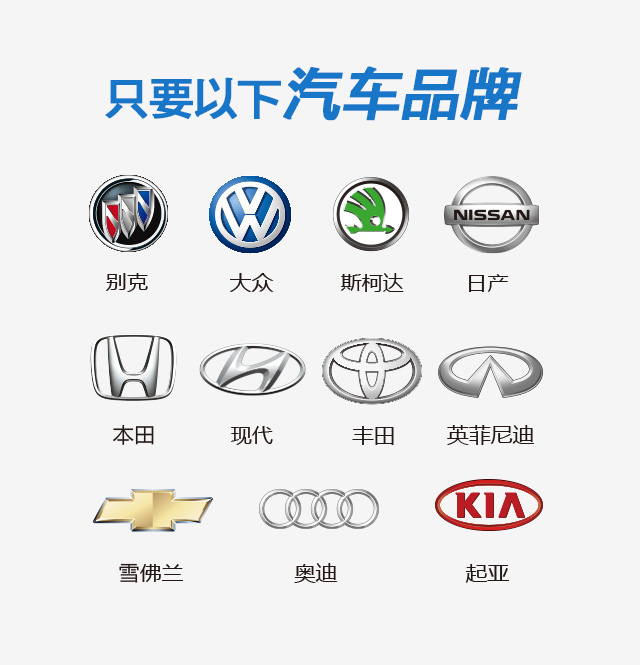 只要以下汽车品牌
NISSAN
别克 大众 斯柯达 日产
本田 现代 丰田 英菲尼迪
KIA
雪佛兰 奥迪 起亚